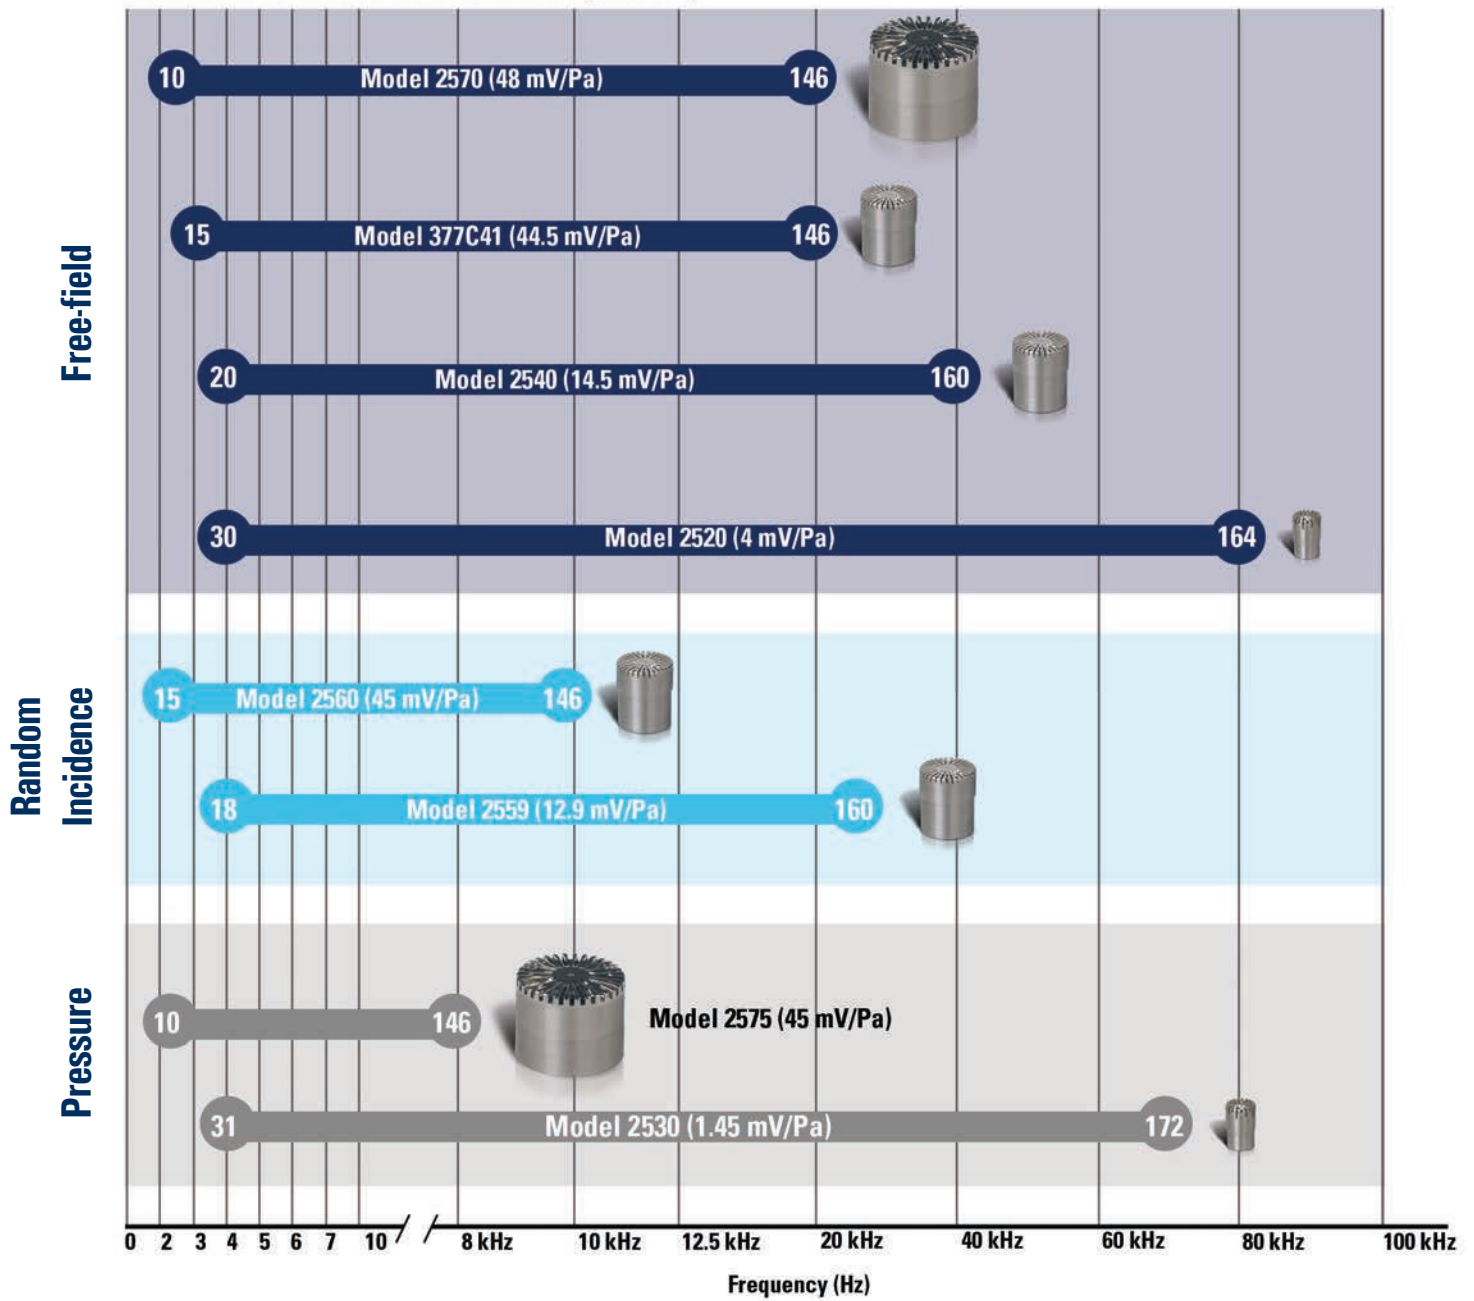 Free-field
10 Model 2570 (48 mV/Pa) 146
15 Model 377C41 (44.5 mV/Pa) 146
20 Model 2540 (14.5 mV/Pa) 160
30 Model 2520 (4 mV/Pa) 164
Random
Incidence
15 Model 2560 (45 mV/Pa) 146
18 Model 2559 (12.9 mV/Pa) 160
Pressure
10 146 Model 2575 (45 mV/Pa)
31 Model 2530 (1.45 mV/Pa) 172
0 2 3 4 5 6 7 10 8 kHz 10 kHz 12.5 kHz 20 kHz 40 kHz 60 kHz 80 kHz 100 kHz
Frequency (Hz)